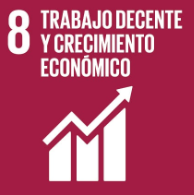 8 TRABAJO DECENTE
Y CRECIMIENTO
ECONÓMICO